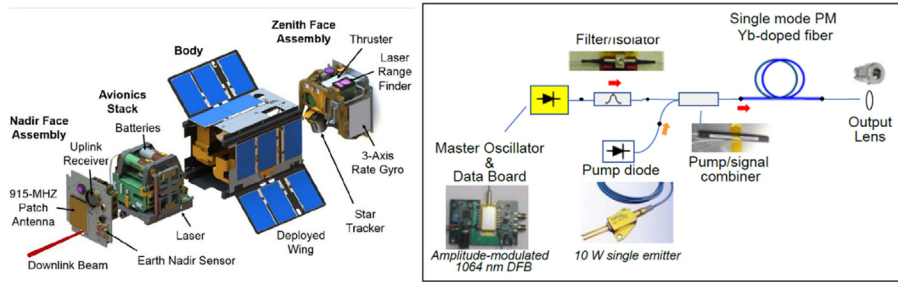 Zenith Face
Assembly
Thruster
Laser
Range
Finder
Body
Avionics
Stack
Batteries
Nadir Face
Assembly
Uplink
Receiver
915-MHZ
Patch
Antenna
3-Axis
Rate Gyro
Star
Tracker
Laser
Deployed
Wing
Earth Nadir Sensor
Downlink Beam
Single mode PM
Yb-doped fiber
Filter/isolator
Output
Lens
Master Oscillator
&
Data Board
Pump diode
Pump/signal
combiner
Amplitude-modulated
1064 nm DFB
10 W single emitter